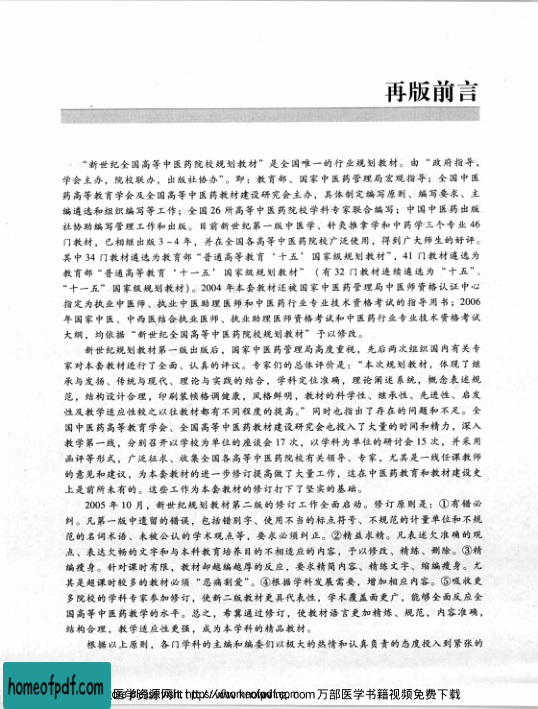 再版前言
“新世纪全国高等中医药院校规划教材”是全国唯一的行业规划教材。由“政府指导，
学会主办，院校联办，出版社协办”。即：教育部、国家中医药管理局宏观指导；全国中医
药高等教育学会及全国高等中医药教材建设研究会主办，具体制定编写原则、编写要求、主
编遴选和组织编写等工作；全国26所高等中医药院校学科专家联合编写；中国中医药出版
社协助编写管理工作和出版。目前新世纪第一版中医学、针灸推拿学和中药学三个专业46
门教材，已相继出版3～4年，并在全国各高等中医药院校广泛使用，得到广大师生的好评。
其中34门教材遴选为教育部“普通高等教育‘十五’国家级规划教材”，41门教材遴选为
教育部“普通高等教育‘十一五’国家级规划教材”（有32门教材连续遴选为“十五”、
“十一五”国家级规划教材）。2004年本套教材还被国家中医药管理局中医师资格认证中心
指定为执业中医师、执业中医助理医师和中医药行业专业技术资格考试的指导用书；2006
年国家中医、中西医结合执业医师、执业助理医师资格考试和中医药行业专业技术资格考试
大纲，均依据“新世纪全国高等中医药院校规划教材”予以修改。
新世纪规划教材第一版出版后，国家中医药管理局高度重视，先后两次组织国内有关专
家对本套教材进行了全面、认真的评议。专家们的总体评价是：“本次规划教材，体现了继
承与发扬、传统与现代、理论与实践的结合，学科定位准确，理论阐述系统，概念表述规
范，结构设计合理，印刷装帧格调健康，风格鲜明，教材的科学性、继承性、先进性、启发
性及教学适应性较之以往教材都有不同程度的提高。”同时也指出了存在的问题和不足。全
国中医药高等教育学会、全国高等中医药教材建设研究会也投入了大量的时间和精力，深入
教学第一线，分别召开以学校为单位的座谈会17次，以学科为单位的研讨会15次，并采用
函评等形式，广泛征求、收集全国各高等中医药院校有关领导、专家，尤其是一线任课教师
的意见和建议，为本套教材的进一步修订提高做了大量工作，这在中医药教育和教材建设史
上是前所未有的。这些工作为本套教材的修订打下了坚实的基础。
2005年10月，新世纪规划教材第二版的修订工作全面启动。修订原则是：①有错必
纠。凡第一版中遗留的错误，包括错别字、使用不当的标点符号、不规范的计量单位和不规
范的名词术语、未被公认的学术观点等，要求必须纠正。②精益求精。凡表述欠准确的观
点、表达欠畅的文字和与本科教育培养目的不相适应的内容，予以修改、精练、删除。③精
编瘦身。针对课时有限，教材却越编越厚的反应，要求精简内容、精练文字、缩编瘦身。尤
其是超课时较多的教材必须“忍痛割爱”。④根据学科发展需要，增加相应内容。⑤吸收更
多院校的学科专家参加修订，使新二版教材更具代表性，学术覆盖面更广，能够全面反应全
国高等中医药教学的水平。总之，希冀通过修订，使教材语言更加精炼、规范，内容准确，
结构合理，教学适应性更强，成为本学科的精品教材。
根据以上原则，各门学科的主编和编委们以极大的热情和认真负责的态度投入到紧张的
homeofpdf.com
医学资源网 万部医学书籍视频免费下载